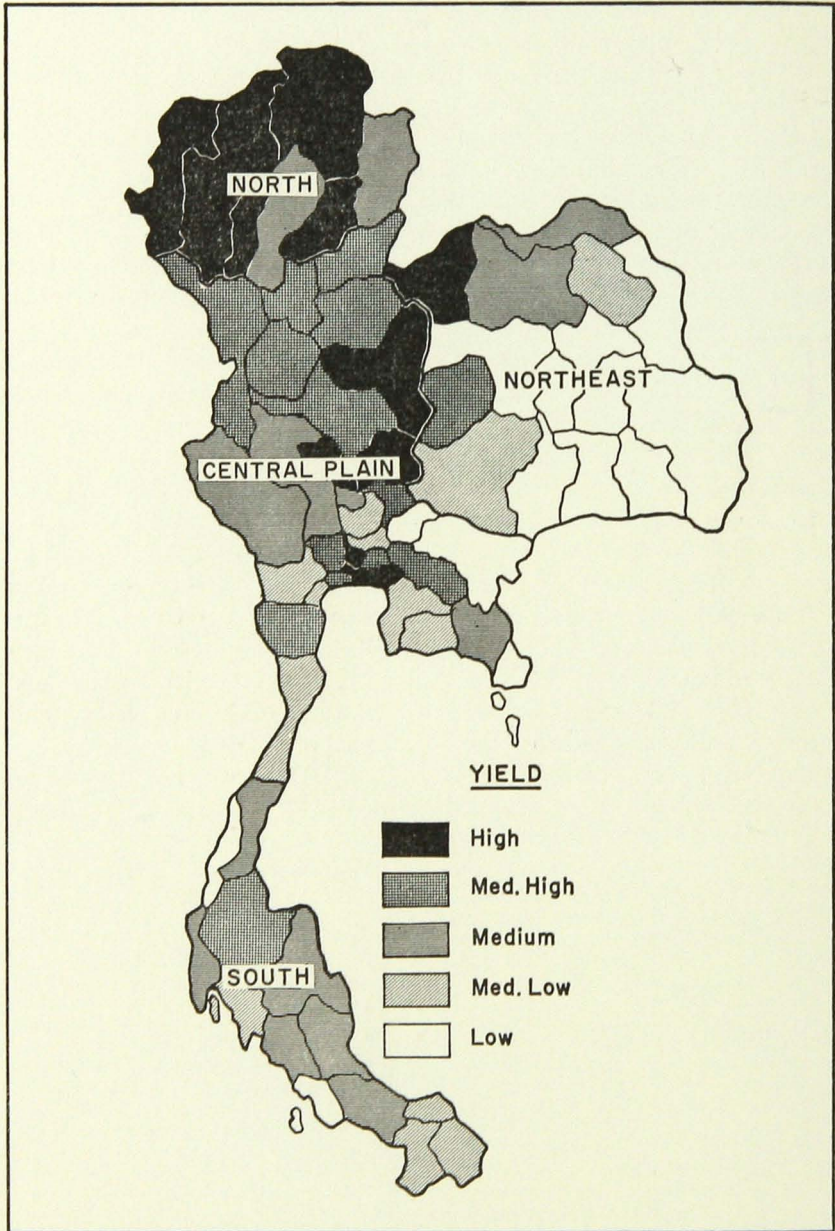 NORTH
NORTHEAST
CENTRAL PLAIN
SOUTH
YIELD
High
Med. High
Medium
Med. Low
Low